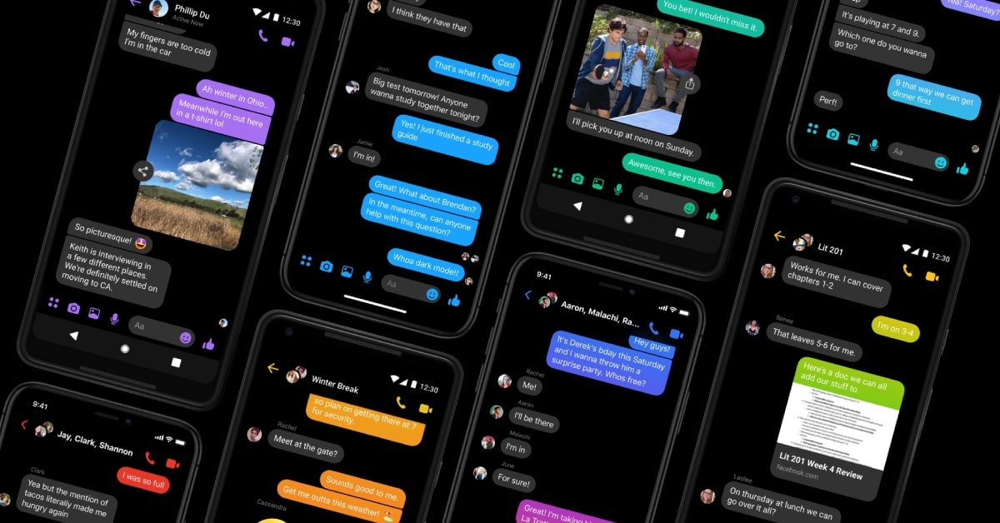 Phillip Du
Active Now
12:30
My fingers are too cold
I'm in the car
Ah winter in Ohio..
Meanwhile I'm out here
in a t-shirt lol
So picturesque! 🤩
Keith is interviewing in
a few different places.
We're definitely settled on
moving to CA.
Aa
I think they have that
Cool
That's what I thought
Josh
Big test tomorrow! Anyone
wanna study together tonight?
Yes! I just finished a study
guide
Jamie
I'm in!
Great! What about Brendan?
In the meantime, can anyone
help with this question?
Whoa dark mode!!
Aa
You bet! I wouldn't miss it.
I'll pick you up at noon on Sunday.
Awesome, see you then.
Aa
Yea! Saturday?
It's playing at 7 and 9.
Which one do you wanna
go to?
9 that way we can get
dinner first
Perf!
Aa
9:41
Jay, Clark, Shannon
I was so full
Clark
Yea but the mention of
tacos literally made me
hungry again
12:30
Winter Break
so plan on getting there at 7
for security.
Rachel
Meet at the gate?
Sounds good to me.
Get me outta this weather! 🏖️
Cassandra
9:41
Aaron, Malachi, Ra...
Hey guys!
It's Derek's bday this Saturday
and I wanna throw him a
surprise party. Whos free?
Rachel
Me!
Aaron
I'll be there
Malachi
I'm in
June
For sure!
Great! I'm taking hi
La Tratt
12:30
Lit 201
Works for me. I can cover
chapters 1-2
I'm on 3-4
Renée
That leaves 5-6 for me.
Here's a doc we can all
add our stuff to.
Lit 201 Week 4 Review
facebook.com
Laolee
On thursday at lunch we can
go over it all?